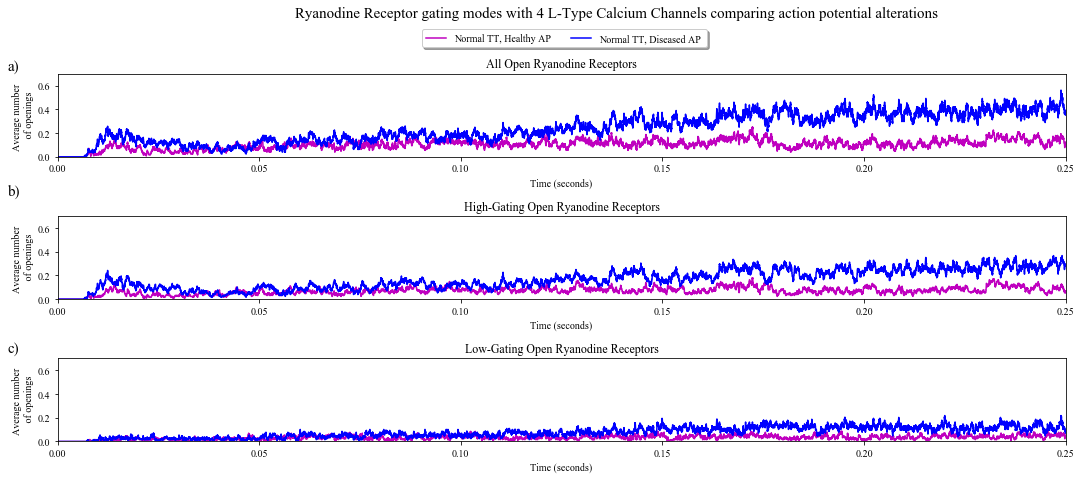 Ryanodine Receptor gating modes with 4 L-Type Calcium Channels comparing action potential alterations
Normal TT, Healthy AP
Normal TT, Diseased AP
a)
All Open Ryanodine Receptors
Average number
of openings
0.6
0.4
0.2
0.0
0.00
0.05
0.10
0.15
0.20
0.25
Time (seconds)
b)
High-Gating Open Ryanodine Receptors
Average number
of openings
0.6
0.4
0.2
0.0
0.00
0.05
0.10
0.15
0.20
0.25
Time (seconds)
c)
Low-Gating Open Ryanodine Receptors
Average number
of openings
0.6
0.4
0.2
0.0
0.00
0.05
0.10
0.15
0.20
0.25
Time (seconds)